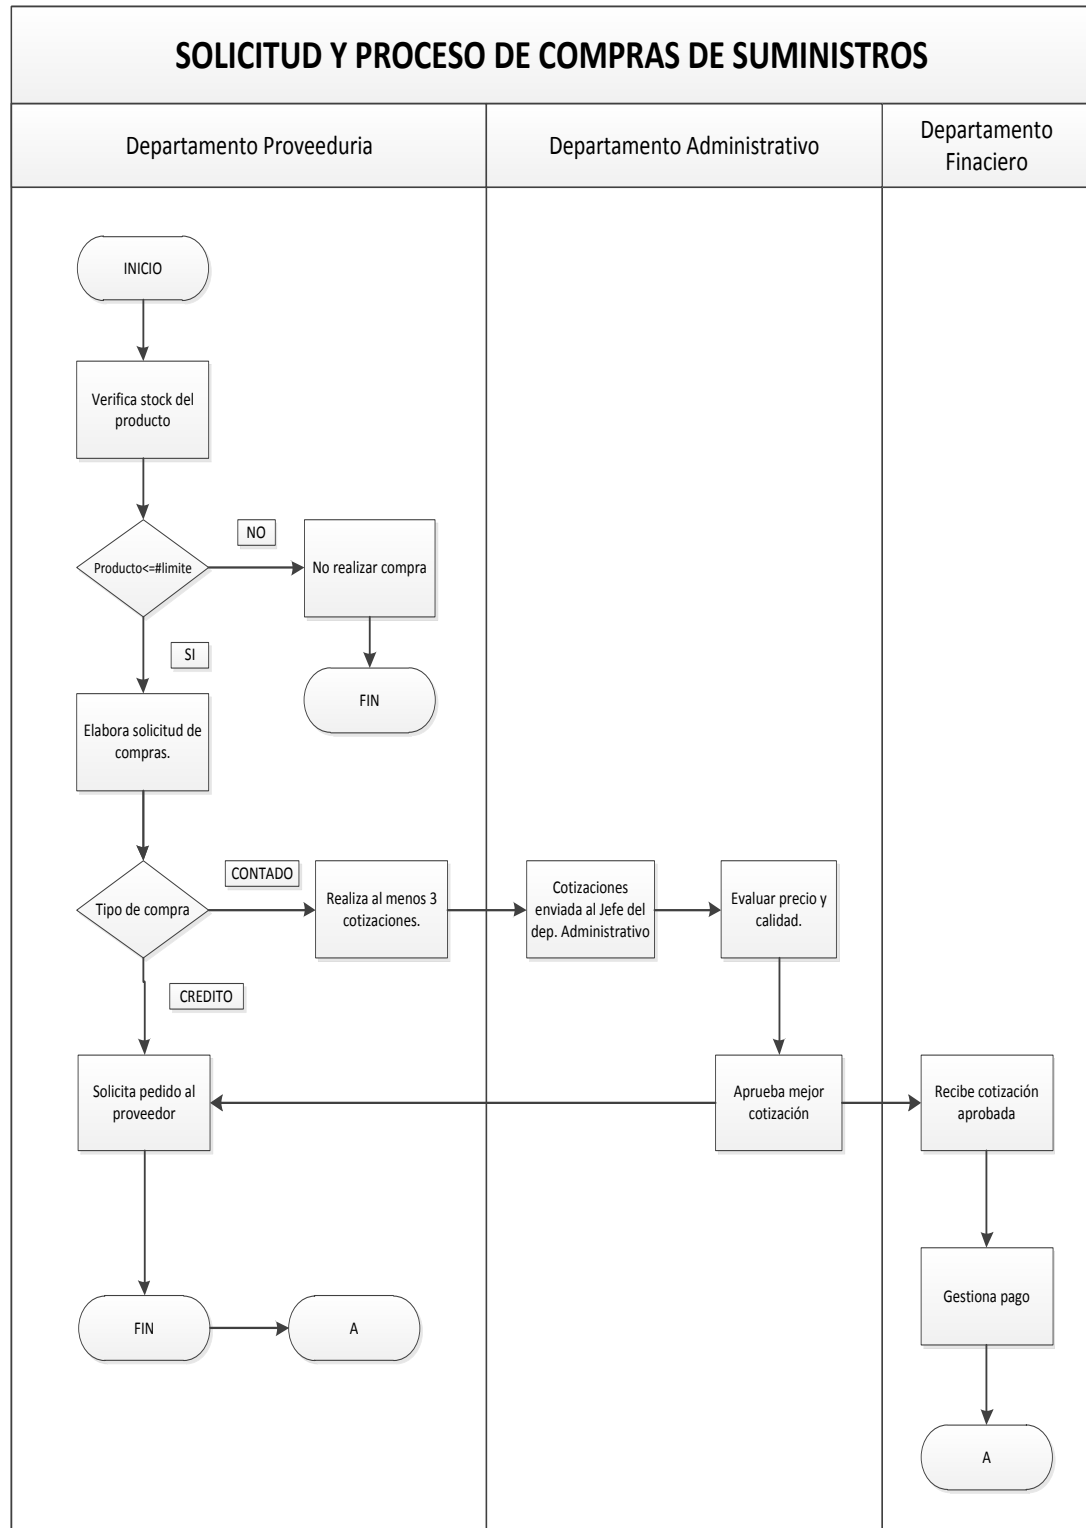 SOLICITUD Y PROCESO DE COMPRAS DE SUMINISTROS
Departamento Proveeduria
Departamento Administrativo
Departamento
Finaciero
INICIO
Verifica stock del
producto
Producto<=#limite
NO
No realizar compra
SI
FIN
Elabora solicitud de
compras.
Tipo de compra
CONTADO
Realiza al menos 3
cotizaciones.
Cotizaciones
enviada al Jefe del
dep. Administrativo
Evaluar precio y
calidad.
CREDITO
Solicita pedido al
proveedor
Aprueba mejor
cotización
Recibe cotización
aprobada
Gestiona pago
FIN
A
A